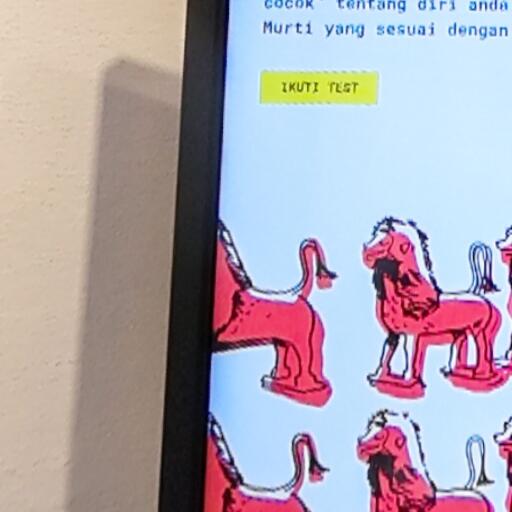 cocok" tentang diri anda
Murti yang sesuai dengan
IKUTI TEST